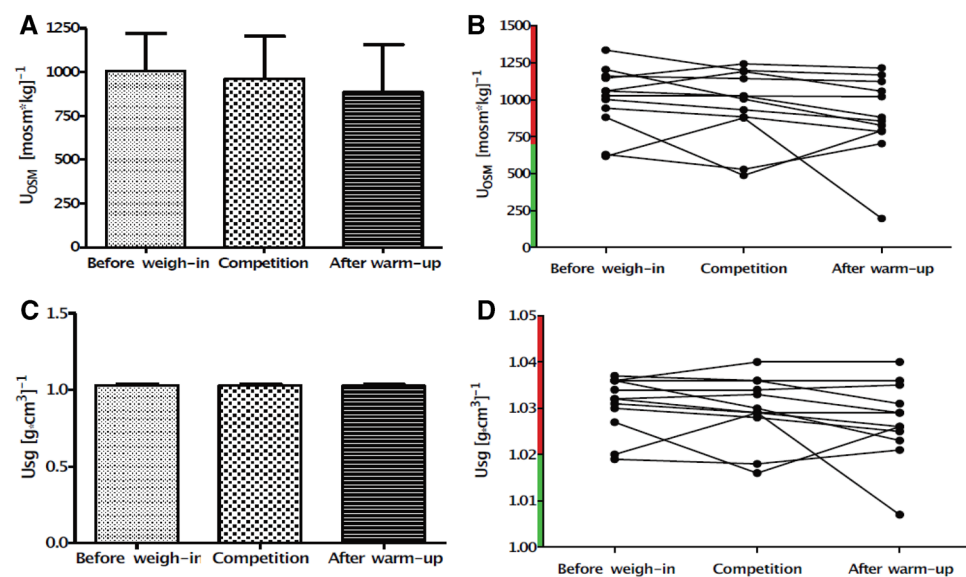 A
U_OSM [mosm*kg]⁻¹
1250
1000
750
500
250
0
Before weigh-in Competition After warm-up
B
U_OSM [mosm*kg]⁻¹
1500
1250
1000
750
500
250
0
Before weigh-in Competition After warm-up
C
Usg [g*cm³]⁻¹
1.5
1.0
0.5
0.0
Before weigh-in Competition After warm-up
D
Usg [g*cm³]⁻¹
1.05
1.04
1.03
1.02
1.01
1.00
Before weigh-in Competition After warm-up